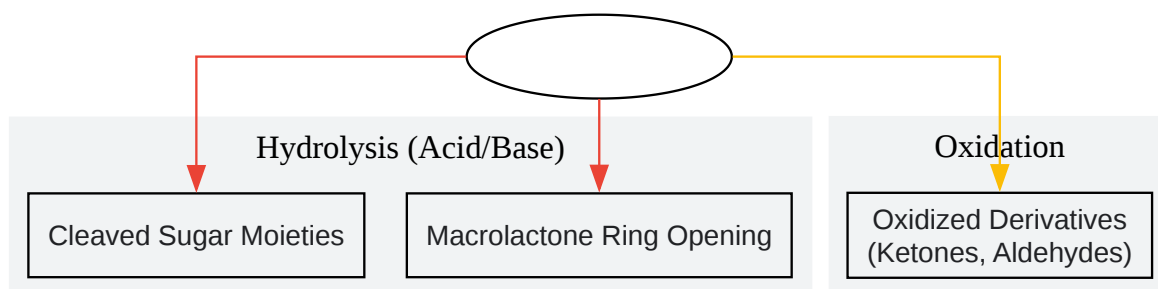 Hydrolysis (Acid/Base)
Oxidation
Cleaved Sugar Moieties
Macrolactone Ring Opening
Oxidized Derivatives
(Ketones, Aldehydes)